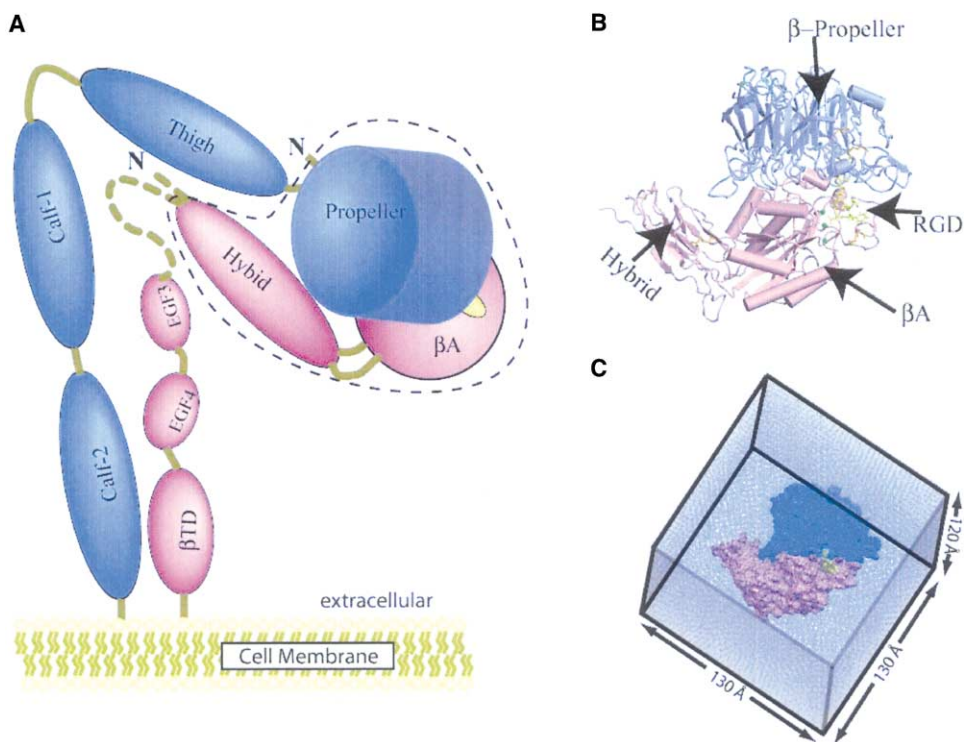 A
Thigh
N
N
Calf-1
Propeller
Hybid
EGF3
βA
EGF4
Calf-2
βTD
extracellular
Cell Membrane
B
β–Propeller
RGD
Hybrid
βA
C
120 Å
130 Å
130 Å